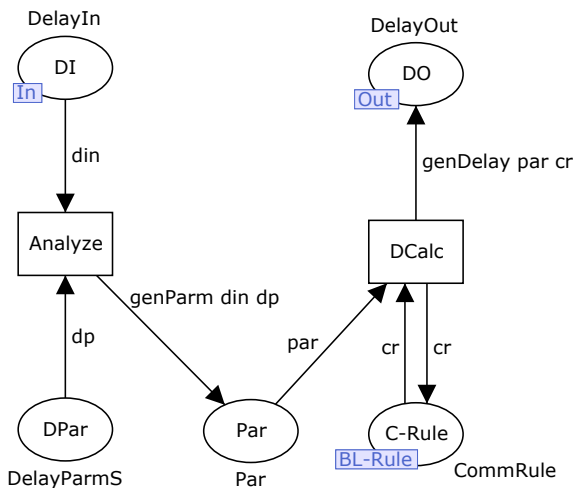 DelayIn
DelayOut
DI
DO
In
Out
din
genDelay par cr
Analyze
DCalc
genParm din dp
dp
par
cr
cr
DPar
Par
C-Rule
BL-Rule
DelayParmS
Par
CommRule